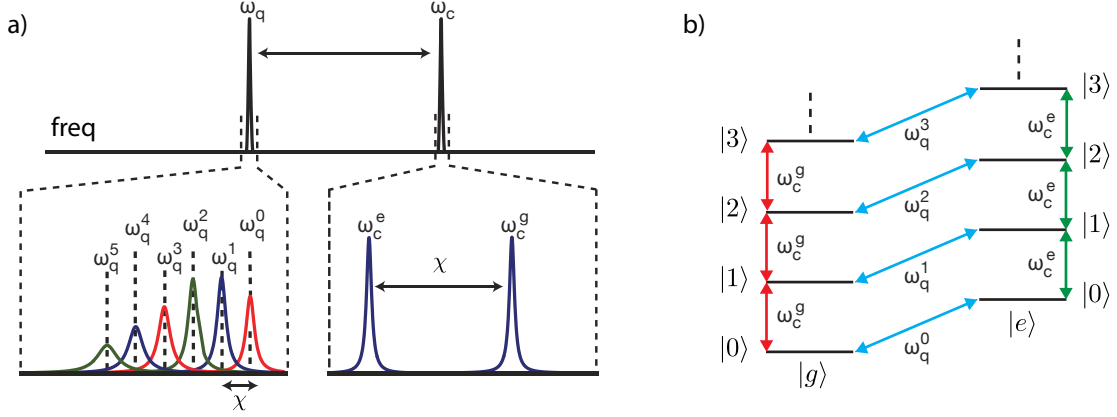 a)
ω_q
ω_c
freq
ω_q^5
ω_q^4
ω_q^3
ω_q^2
ω_q^1
ω_q^0
χ
ω_c^e
ω_c^g
χ
b)
|3⟩
|2⟩
|1⟩
|0⟩
ω_c^g
ω_c^g
ω_c^g
|g⟩
ω_q^3
ω_q^2
ω_q^1
ω_q^0
|3⟩
|2⟩
|1⟩
|0⟩
ω_c^e
ω_c^e
ω_c^e
|e⟩